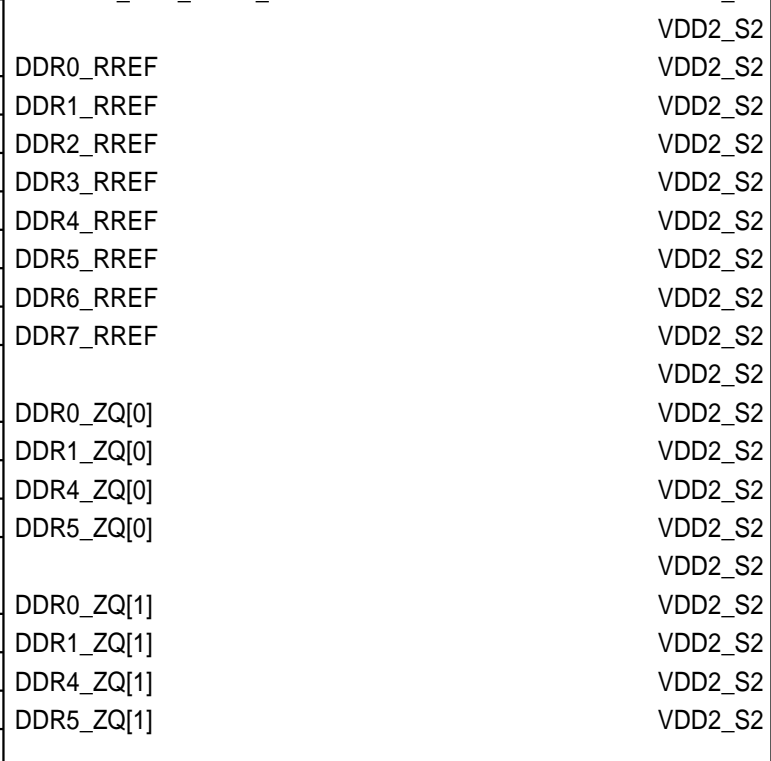 VDD2_S2
DDR0_RREF VDD2_S2
DDR1_RREF VDD2_S2
DDR2_RREF VDD2_S2
DDR3_RREF VDD2_S2
DDR4_RREF VDD2_S2
DDR5_RREF VDD2_S2
DDR6_RREF VDD2_S2
DDR7_RREF VDD2_S2
VDD2_S2
DDR0_ZQ[0] VDD2_S2
DDR1_ZQ[0] VDD2_S2
DDR4_ZQ[0] VDD2_S2
DDR5_ZQ[0] VDD2_S2
VDD2_S2
DDR0_ZQ[1] VDD2_S2
DDR1_ZQ[1] VDD2_S2
DDR4_ZQ[1] VDD2_S2
DDR5_ZQ[1] VDD2_S2